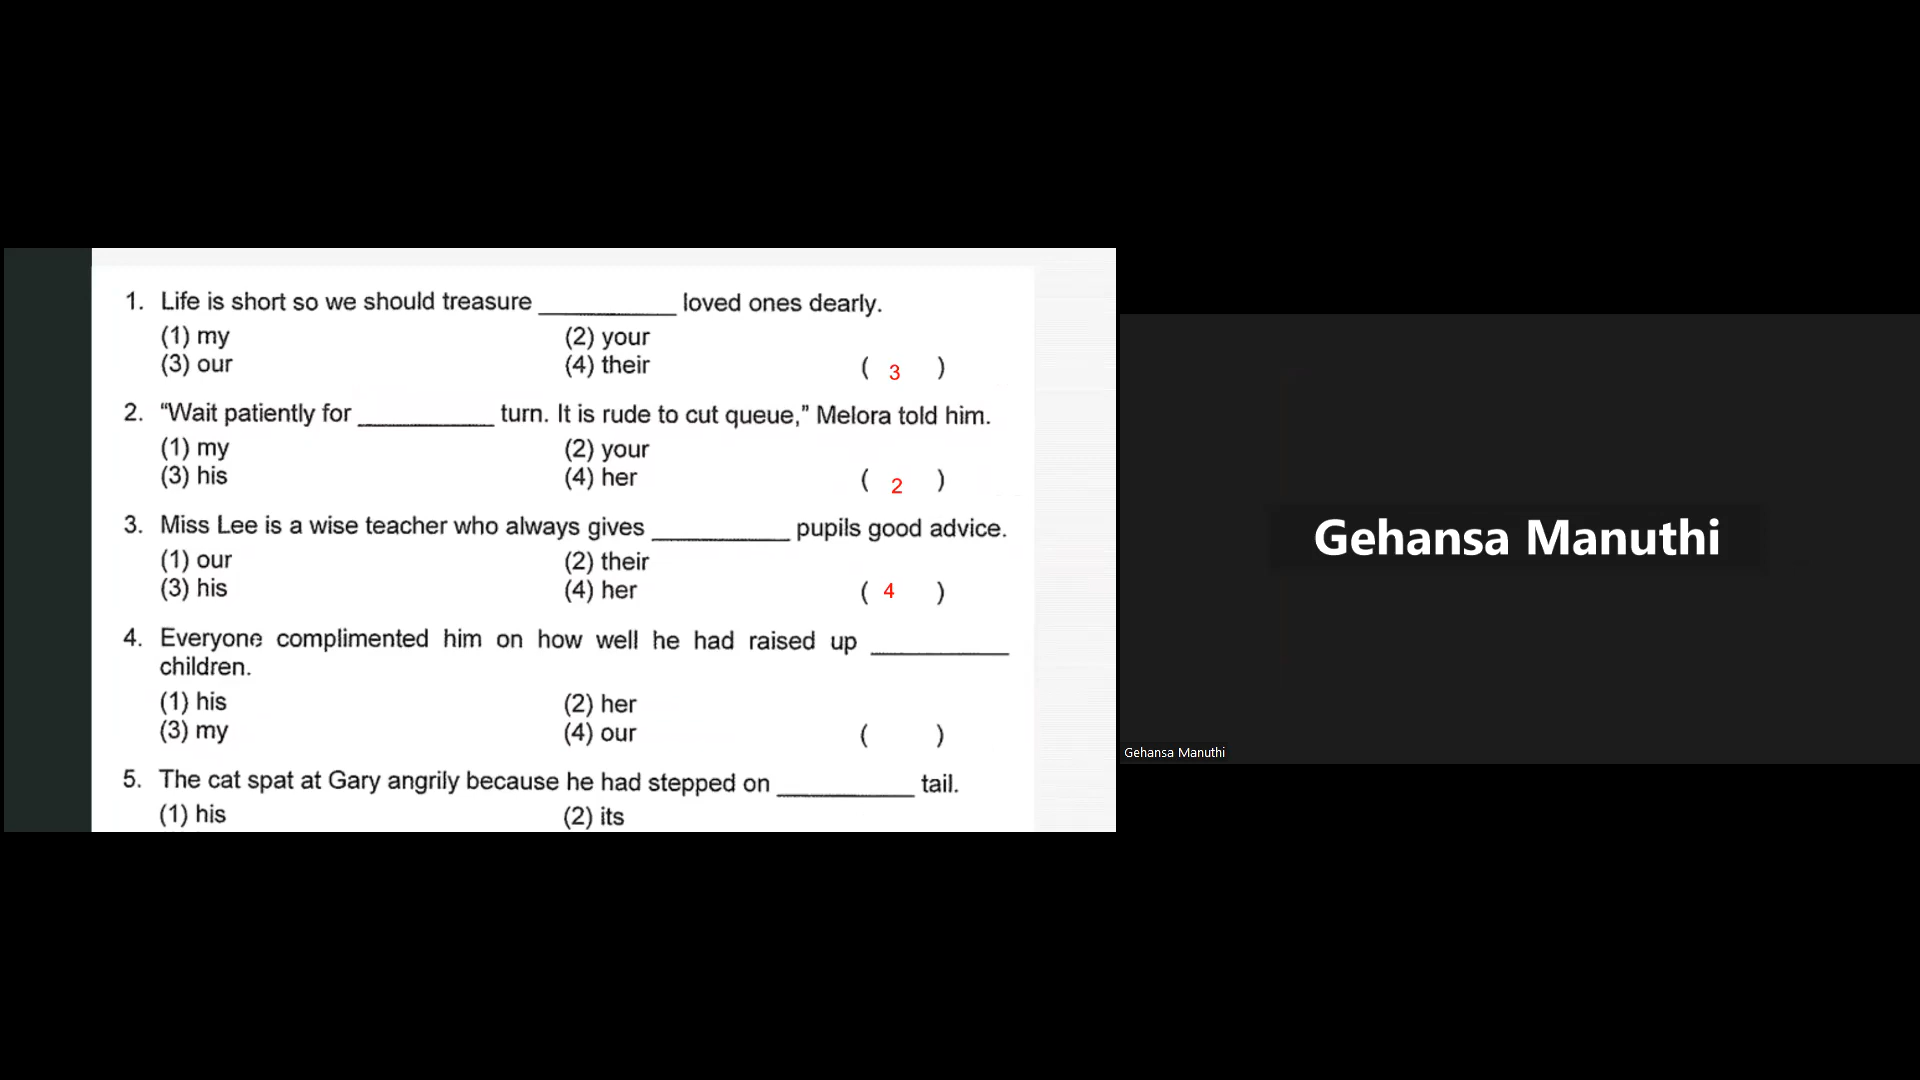 1. Life is short so we should treasure __________ loved ones dearly.
(1) my (2) your
(3) our (4) their ( 3 )
2. “Wait patiently for __________ turn. It is rude to cut queue,” Melora told him.
(1) my (2) your
(3) his (4) her ( 2 )
3. Miss Lee is a wise teacher who always gives __________ pupils good advice.
(1) our (2) their
(3) his (4) her ( 4 )
4. Everyone complimented him on how well he had raised up __________
children.
(1) his (2) her
(3) my (4) our ( )
5. The cat spat at Gary angrily because he had stepped on __________ tail.
(1) his (2) its
Gehansa Manuthi
Gehansa Manuthi